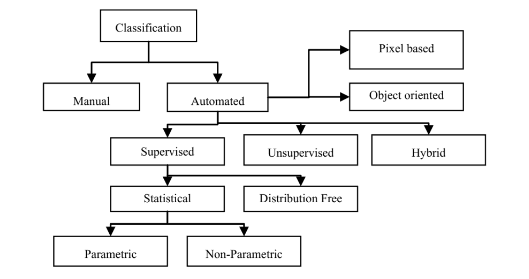 Classification
Pixel based
Manual
Automated
Object oriented
Supervised
Unsupervised
Hybrid
Statistical
Distribution Free
Parametric
Non-Parametric